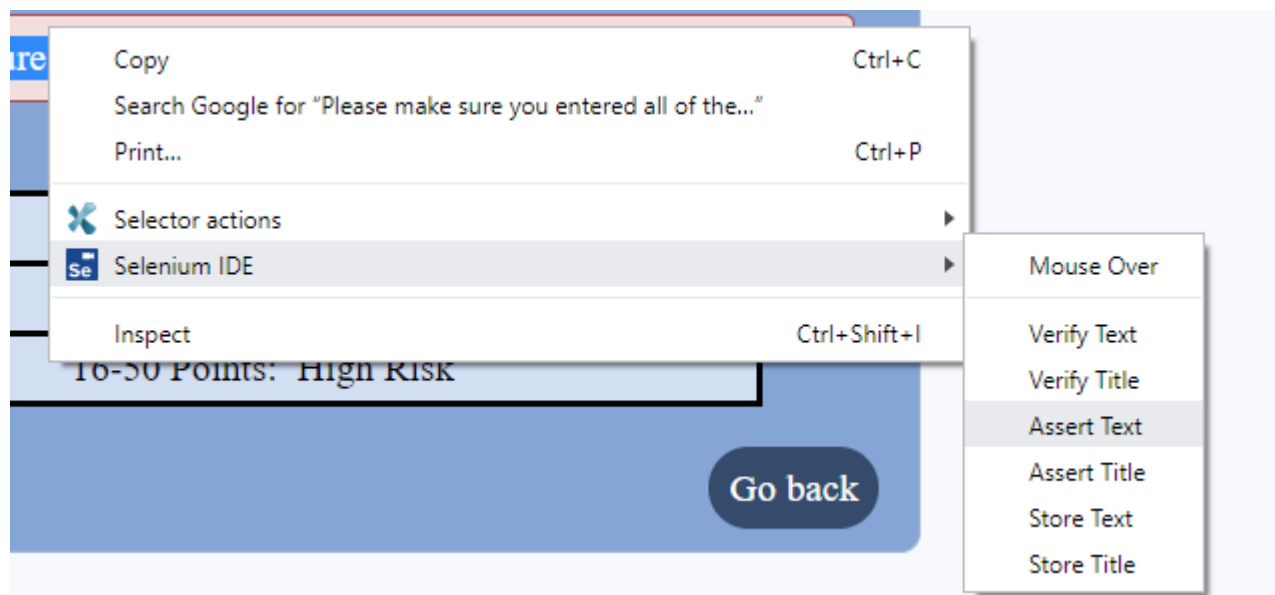 ure
Copy Ctrl+C
Search Google for “Please make sure you entered all of the...”
Print... Ctrl+P
Selector actions
Se Selenium IDE
Inspect Ctrl+Shift+I
Mouse Over
Verify Text
Verify Title
Assert Text
Assert Title
Store Text
Store Title
16-50 Points: High Risk
Go back